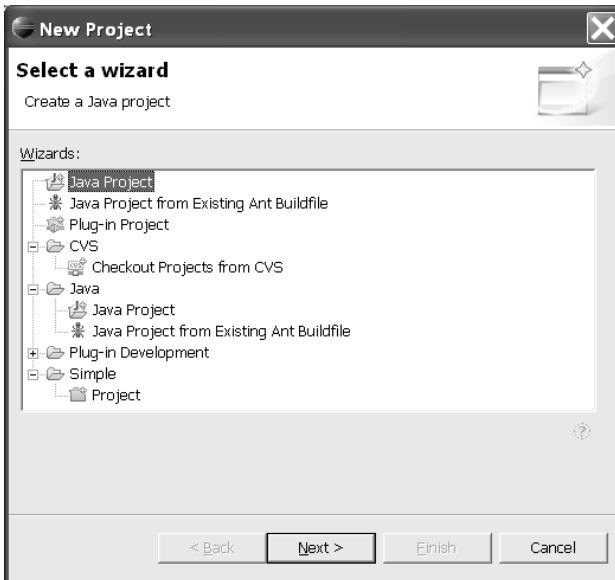 New Project
Select a wizard
Create a Java project
Wizards:
Java Project
Java Project from Existing Ant Buildfile
Plug-in Project
CVS
Checkout Projects from CVS
Java
Java Project
Java Project from Existing Ant Buildfile
Plug-in Development
Simple
Project
< Back Next > Finish Cancel